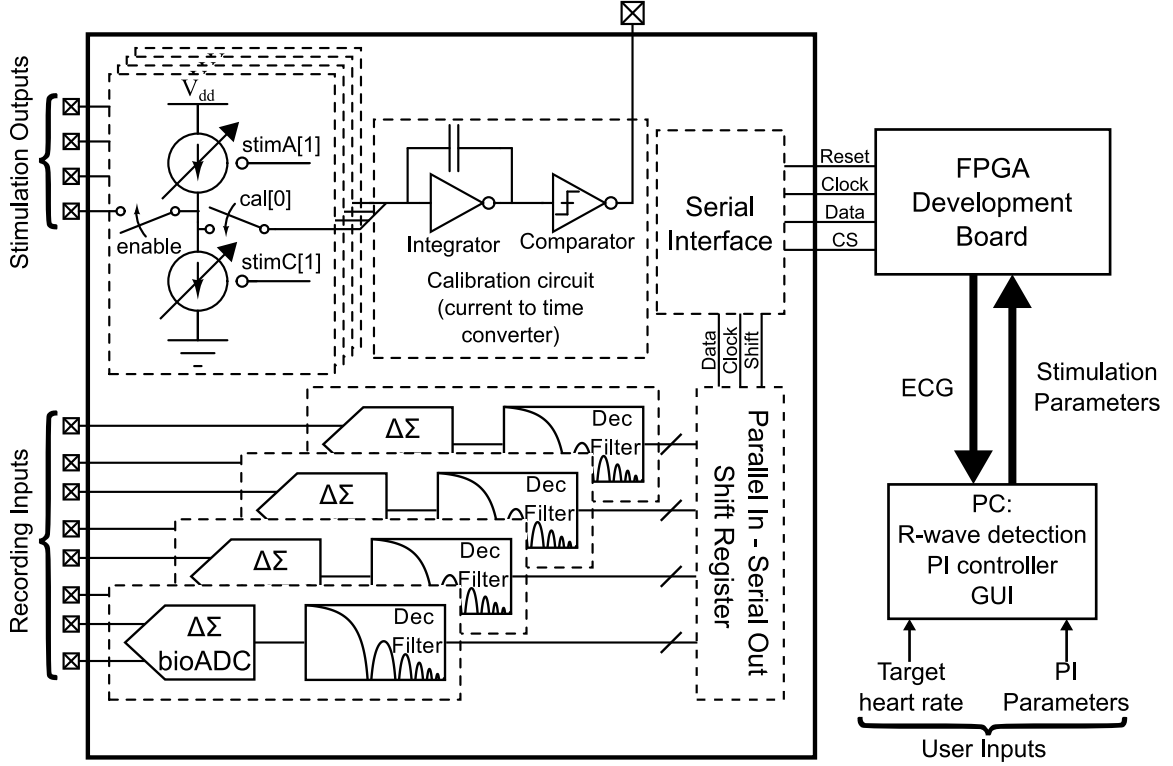 Stimulation Outputs
Vdd
stimA[1]
cal[0]
enable
stimC[1]
Integrator
Comparator
Calibration circuit
(current to time
converter)
Serial
Interface
Reset
Clock
Data
CS
FPGA
Development
Board
Data
Clock
Shift
ECG
Stimulation
Parameters
Recording Inputs
ΔΣ
Dec
Filter
ΔΣ
Dec
Filter
ΔΣ
Dec
Filter
ΔΣ
bioADC
Dec
Filter
Parallel In - Serial Out
Shift Register
PC:
R-wave detection
PI controller
GUI
Target
heart rate
PI
Parameters
User Inputs